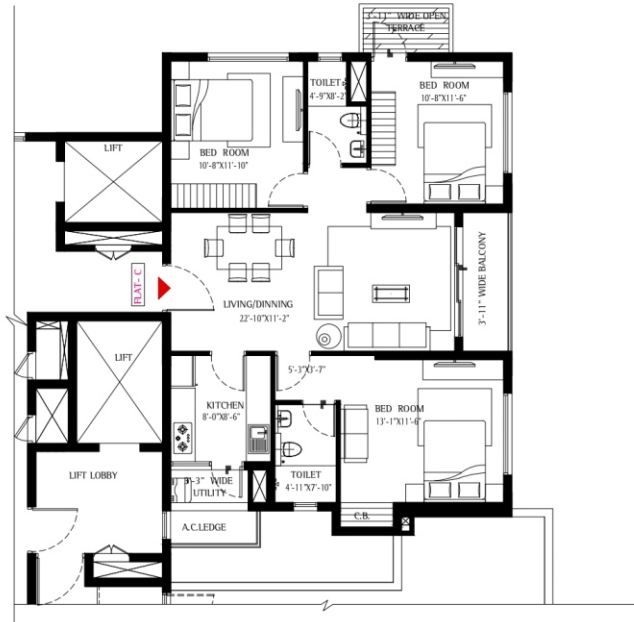 3'-11" WIDE OPEN
TERRACE
TOILET
4'-9"X8'-2"
BED ROOM
10'-8"X11'-6"
LIFT
BED ROOM
10'-8"X11'-10"
FLAT- C
LIVING/DINNING
22'-10"X11'-2"
3'-11" WIDE BALCONY
LIFT
5'-3"X3'-7"
KITCHEN
8'-0"X8'-6"
BED ROOM
13'-1"X11'-6"
LIFT LOBBY
3'-3" WIDE
UTILITY
TOILET
4'-11"X7'-10"
C.B.
A.C.LEDGE